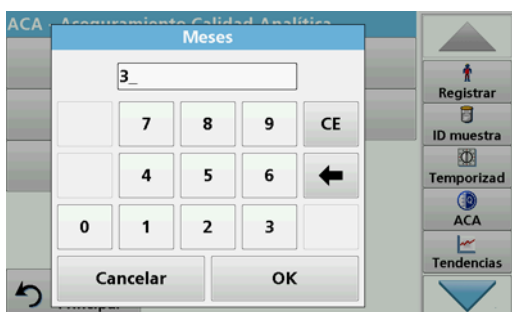 ACA - Aseguramiento Calidad Analítica
Meses
3_
7 8 9 CE
4 5 6
0 1 2 3
Cancelar OK
Principal
Registrar
ID muestra
Temporizad
ACA
Tendencias